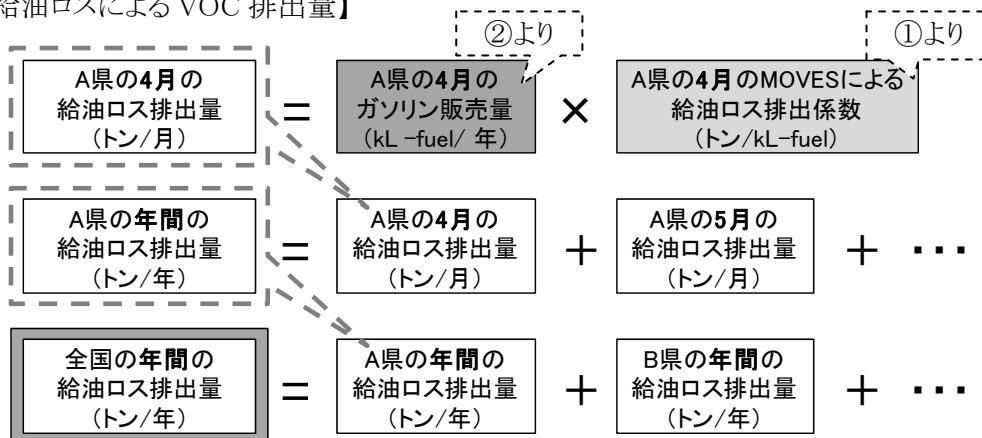 給油ロスによる VOC 排出量】
②より
①より
A県の4月の
給油ロス排出量
(トン/月)
=
A県の4月の
ガソリン販売量
(kL-fuel/ 年)
×
A県の4月のMOVESによる
給油ロス排出係数
(トン/kL-fuel)
A県の年間の
給油ロス排出量
(トン/年)
=
A県の4月の
給油ロス排出量
(トン/月)
+
A県の5月の
給油ロス排出量
(トン/月)
+ ・・・
全国の年間の
給油ロス排出量
(トン/年)
=
A県の年間の
給油ロス排出量
(トン/年)
+
B県の年間の
給油ロス排出量
(トン/年)
+ ・・・